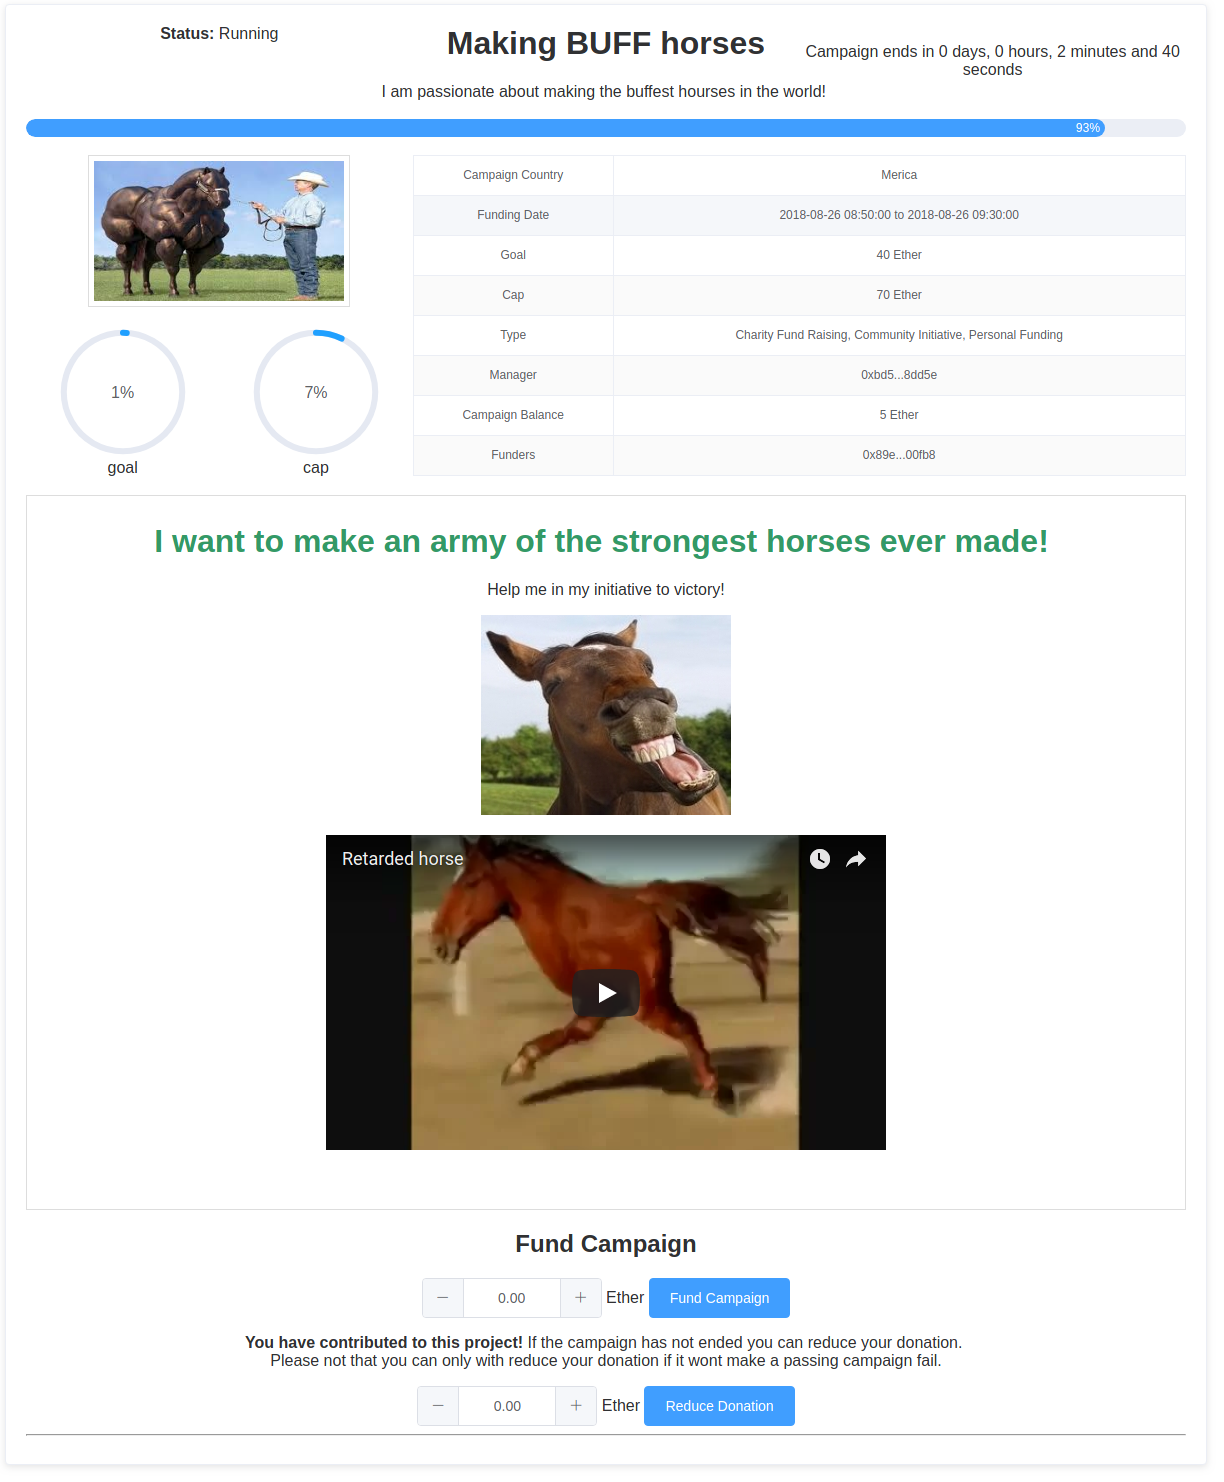 Status: Running
Making BUFF horses
Campaign ends in 0 days, 0 hours, 2 minutes and 40
seconds
I am passionate about making the buffest hourses in the world!
93%
Campaign Country Merica
Funding Date 2018-08-26 08:50:00 to 2018-08-26 09:30:00
Goal 40 Ether
Cap 70 Ether
Type Charity Fund Raising, Community Initiative, Personal Funding
Manager 0xbd5...8dd5e
Campaign Balance 5 Ether
Funders 0x89e...00fb8
1% 7%
goal cap
I want to make an army of the strongest horses ever made!
Help me in my initiative to victory!
Retarded horse
Fund Campaign
− 0.00 + Ether Fund Campaign
You have contributed to this project! If the campaign has not ended you can reduce your donation.
Please not that you can only with reduce your donation if it wont make a passing campaign fail.
− 0.00 + Ether Reduce Donation